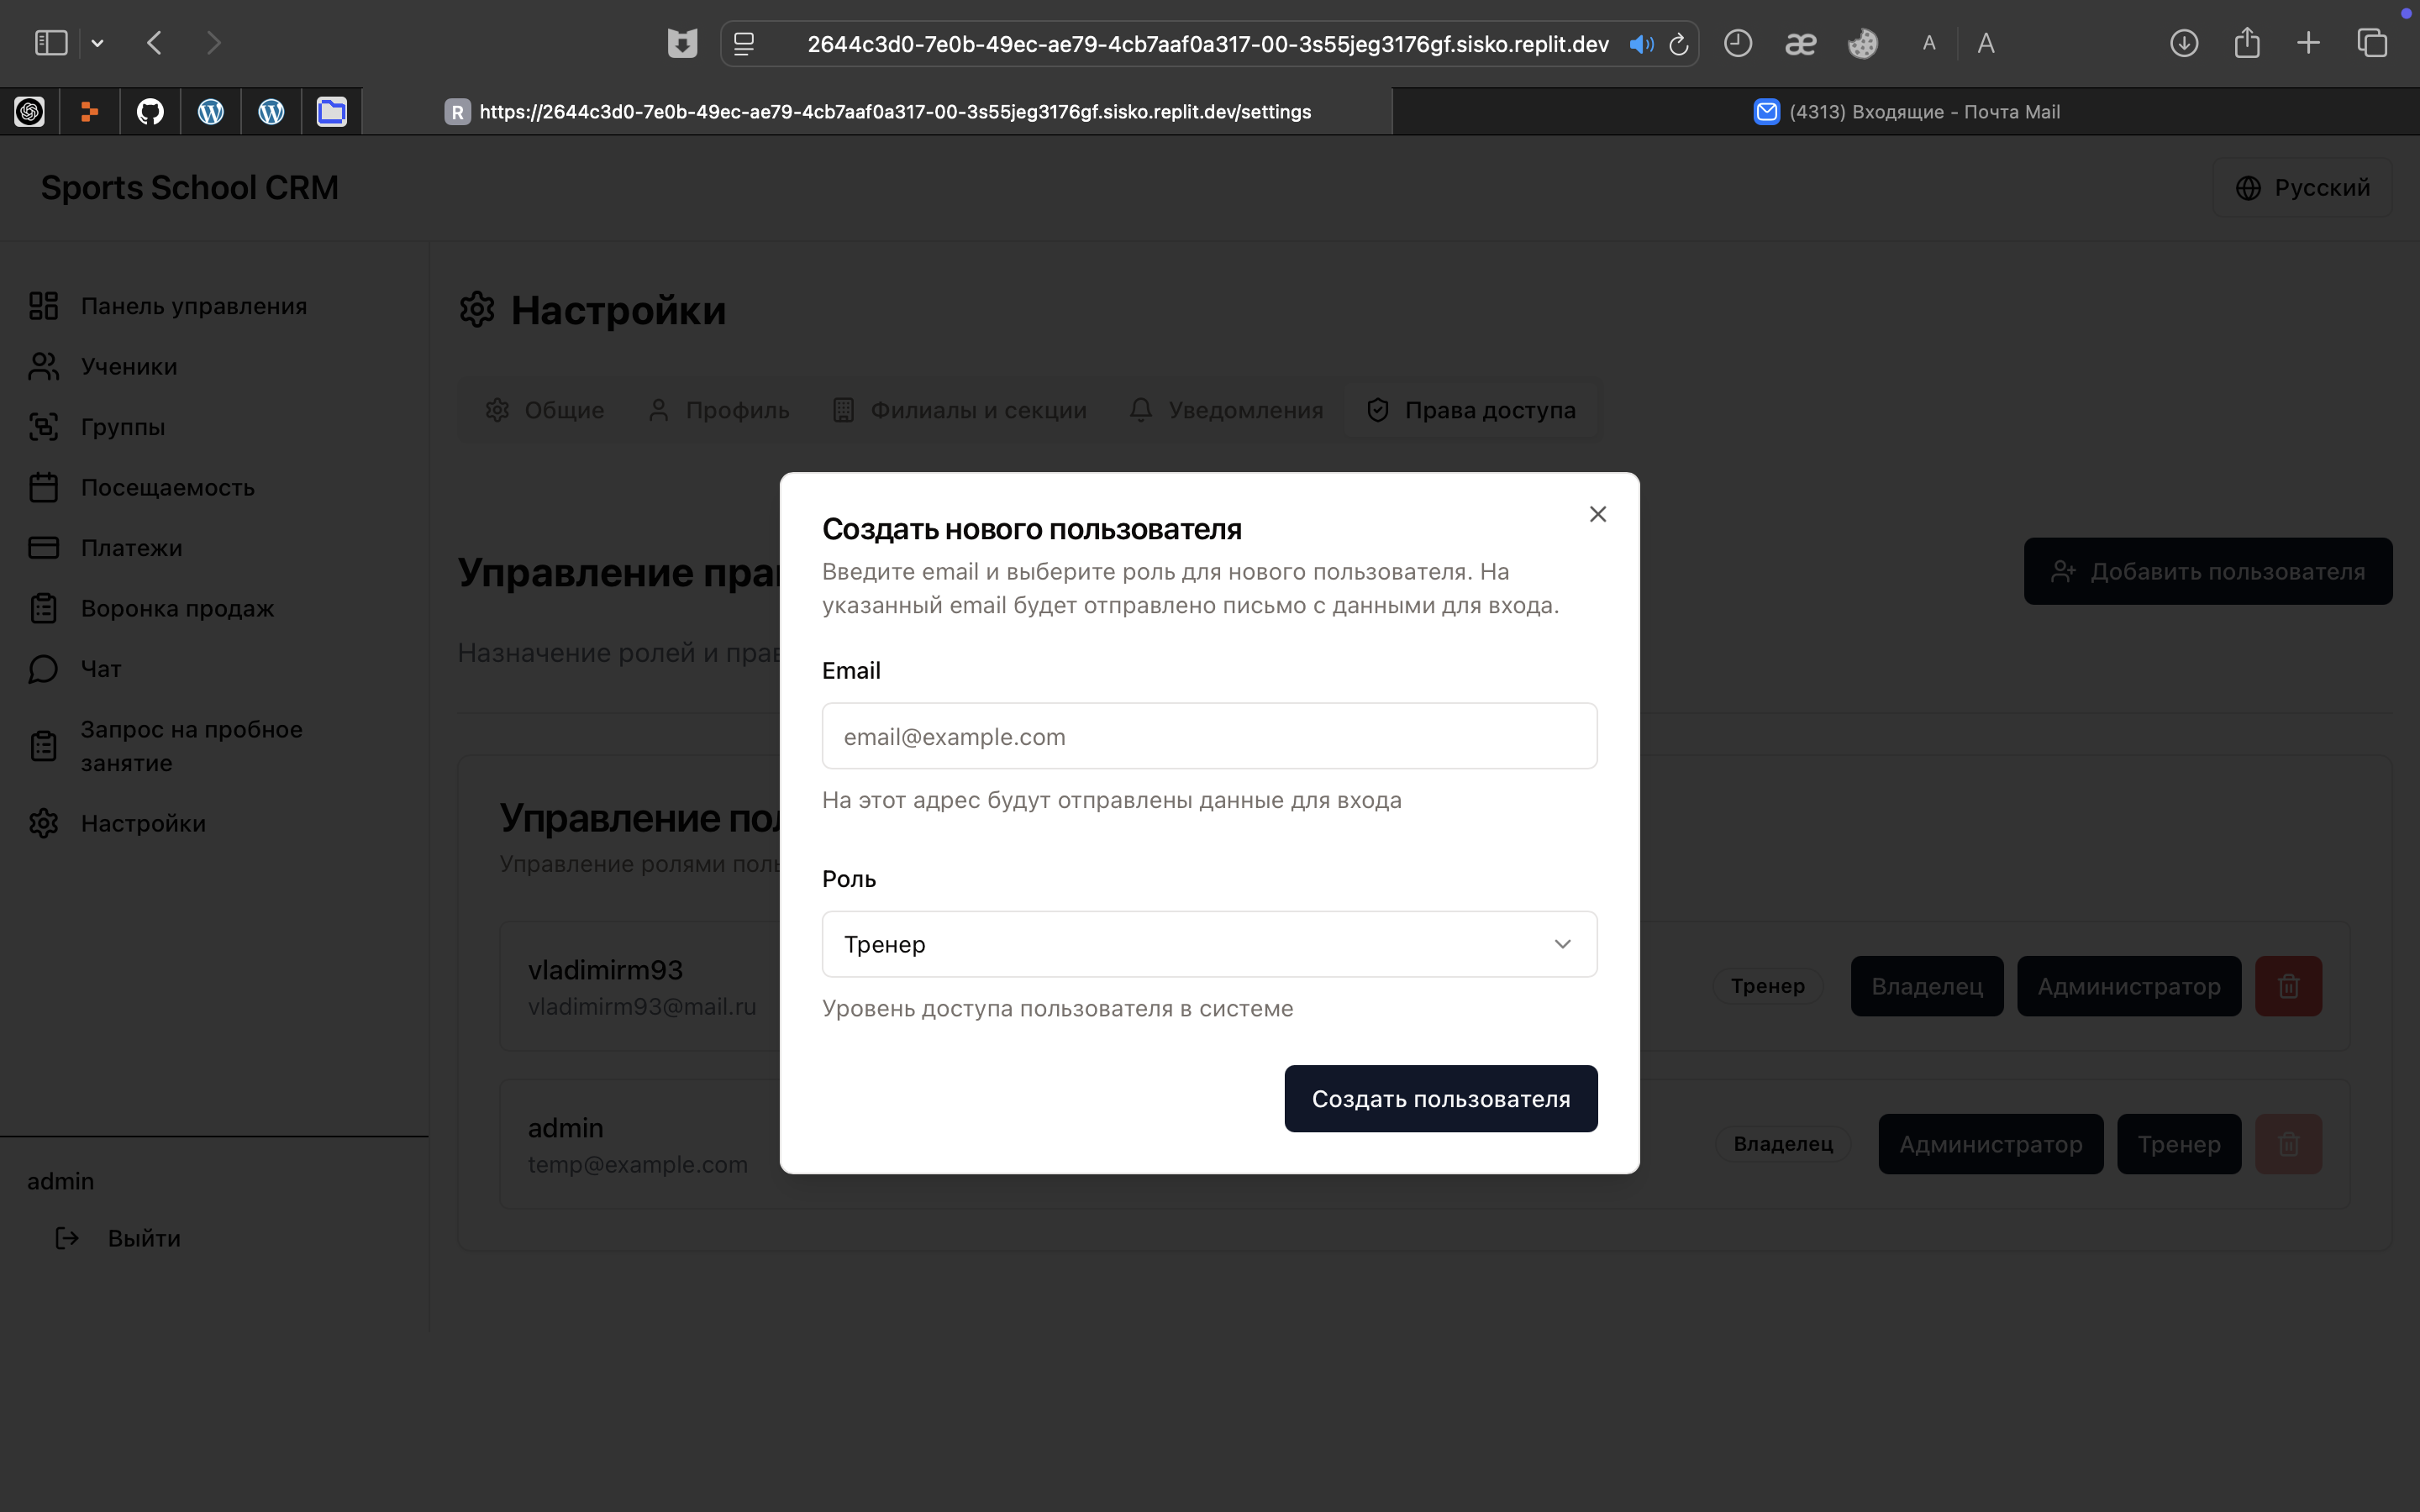 2644c3d0-7e0b-49ec-ae79-4cb7aaf0a317-00-3s55jeg3176gf.sisko.replit.dev
æ
A
A
R
https://2644c3d0-7e0b-49ec-ae79-4cb7aaf0a317-00-3s55jeg3176gf.sisko.replit.dev/settings
(4313) Входящие - Почта Mail
Sports School CRM
Русский
Панель управления
Ученики
Группы
Посещаемость
Платежи
Воронка продаж
Чат
Запрос на пробное
занятие
Настройки
admin
Выйти
Настройки
Общие
Профиль
Филиалы и секции
Уведомления
Права доступа
Управление
Добавить пользователя
Назначение ролей и
Управление
Управление ролями
vladimirm93
vladimirm93@mail.ru
Тренер
Владелец
Администратор
admin
temp@example.com
Владелец
Администратор
Тренер
Создать нового пользователя
Введите email и выберите роль для нового пользователя. На
указанный email будет отправлено письмо с данными для входа.
Email
email@example.com
На этот адрес будут отправлены данные для входа
Роль
Тренер
Уровень доступа пользователя в системе
Создать пользователя